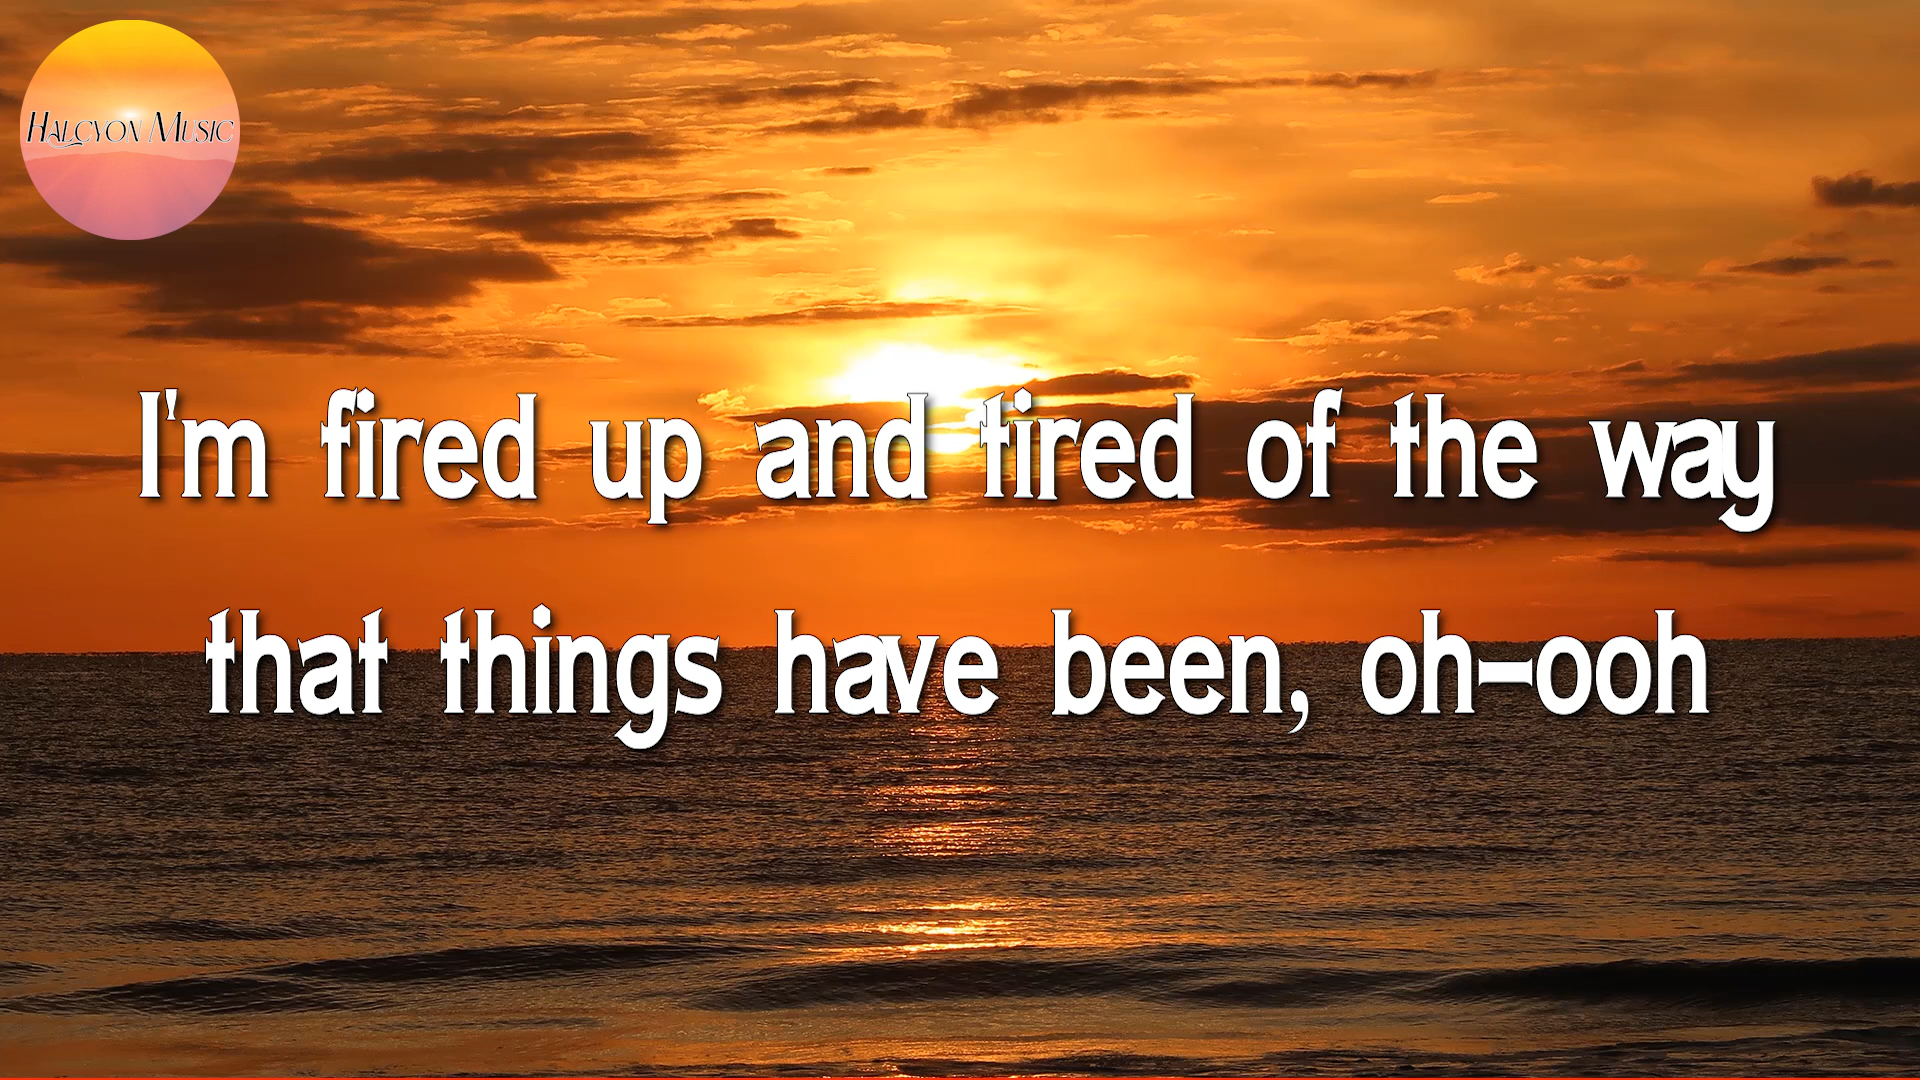 HALCYON MUSIC
I'm fired up and tired of the way
that things have been, oh-ooh